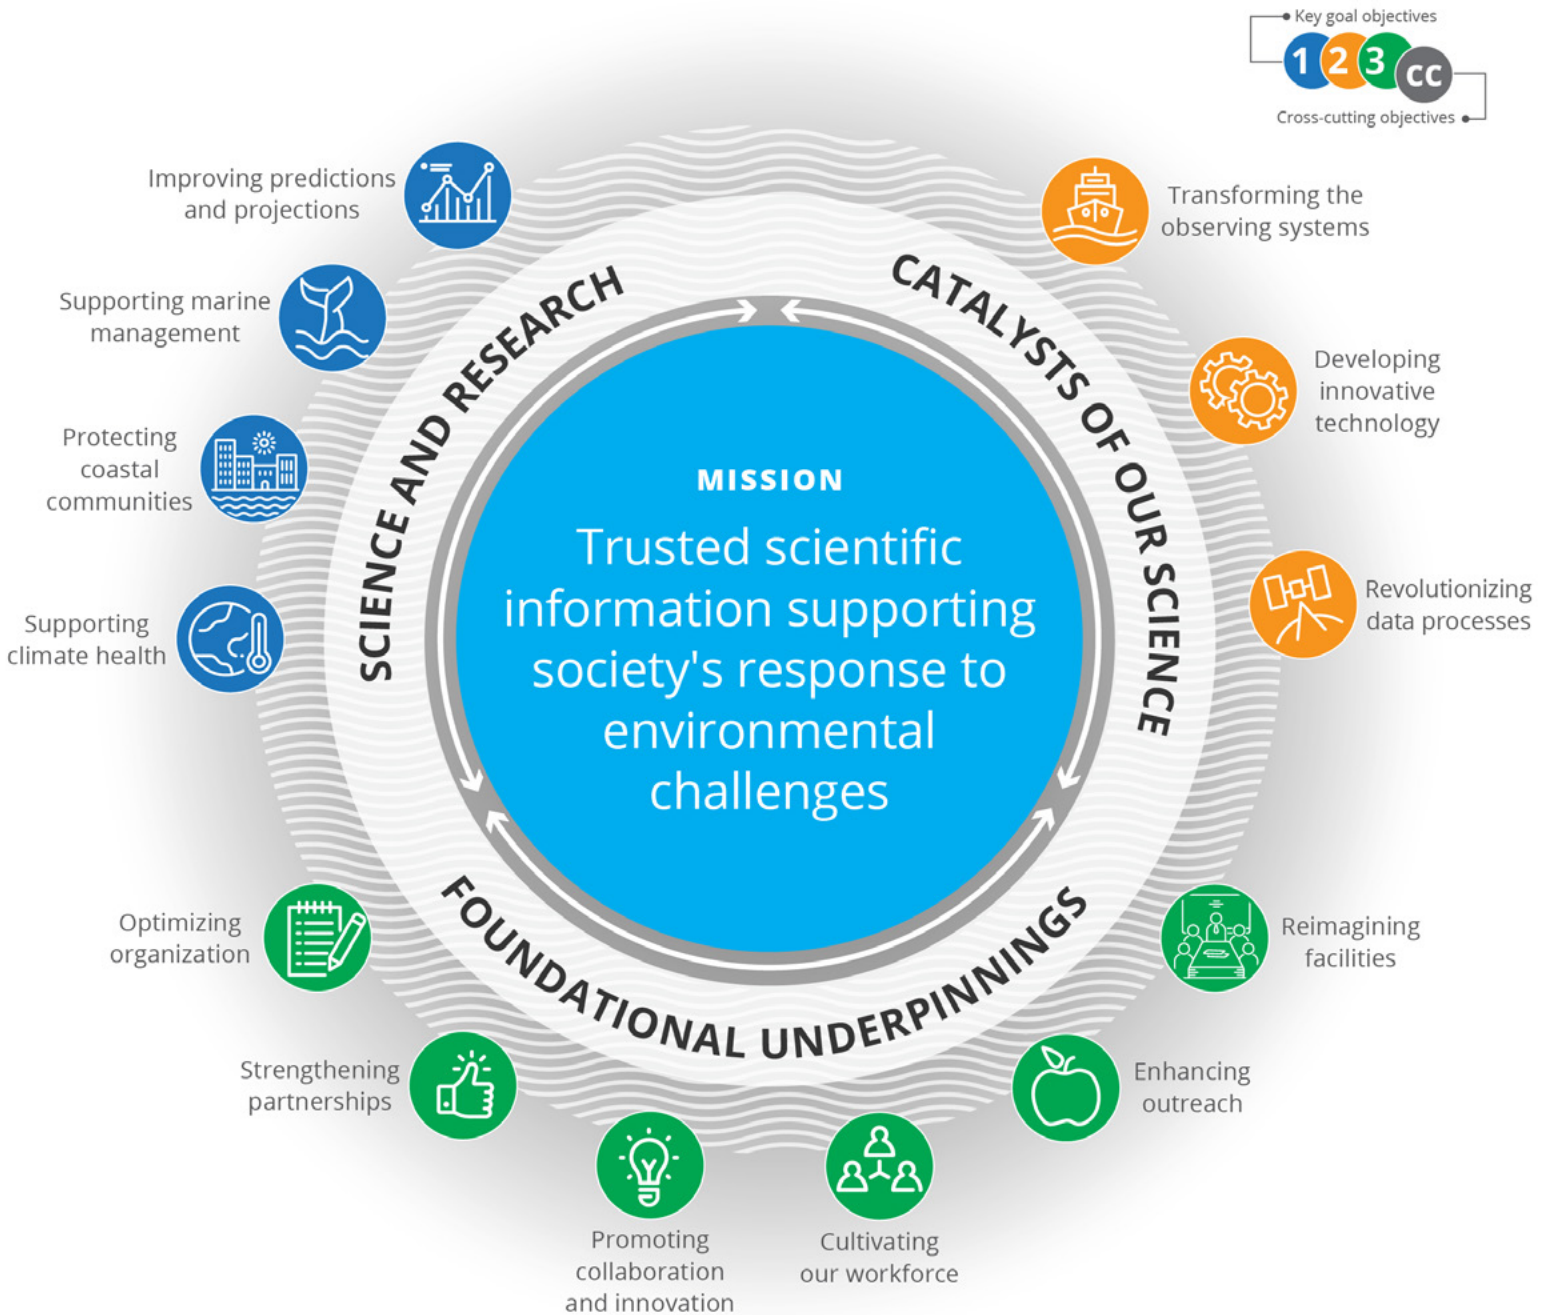 Key goal objectives
1 2 3 CC
Cross-cutting objectives
Improving predictions
and projections
Supporting marine
management
Protecting
coastal
communities
Supporting
climate health
Transforming the
observing systems
Developing
innovative
technology
Revolutionizing
data processes
SCIENCE AND RESEARCH
CATALYSTS OF OUR SCIENCE
MISSION
Trusted scientific
information supporting
society's response to
environmental
challenges
FOUNDATIONAL UNDERPINNINGS
Optimizing
organization
Strengthening
partnerships
Promoting
collaboration
and innovation
Cultivating
our workforce
Enhancing
outreach
Reimagining
facilities